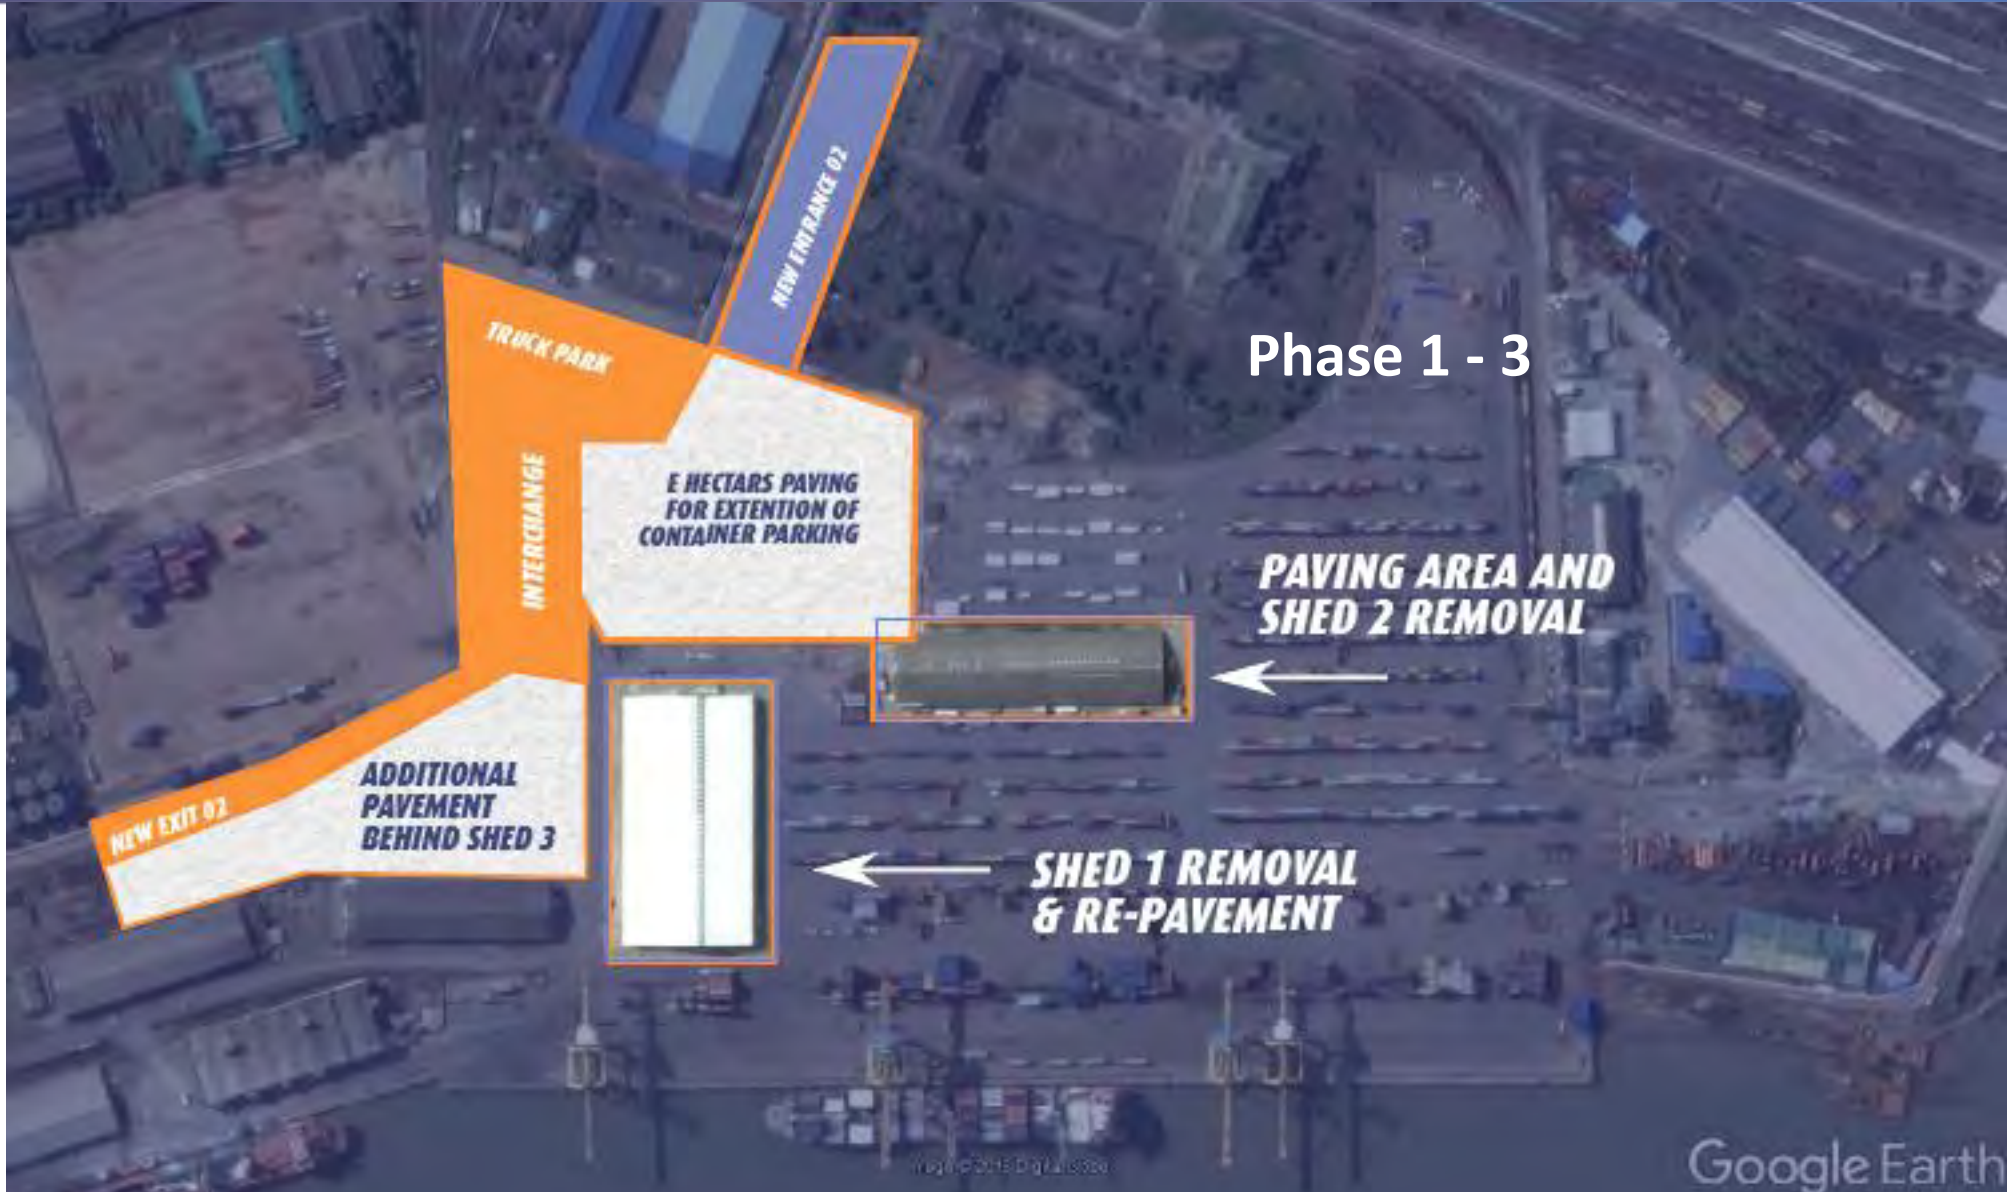 NEW ENTRANCE 02
TRUCK PARK
Phase 1 - 3
INTERCHANGE
E HECTARS PAVING
FOR EXTENTION OF
CONTAINER PARKING
PAVING AREA AND
SHED 2 REMOVAL
ADDITIONAL
PAVEMENT
BEHIND SHED 3
NEW EXIT 02
SHED 1 REMOVAL
& RE-PAVEMENT
Google Earth